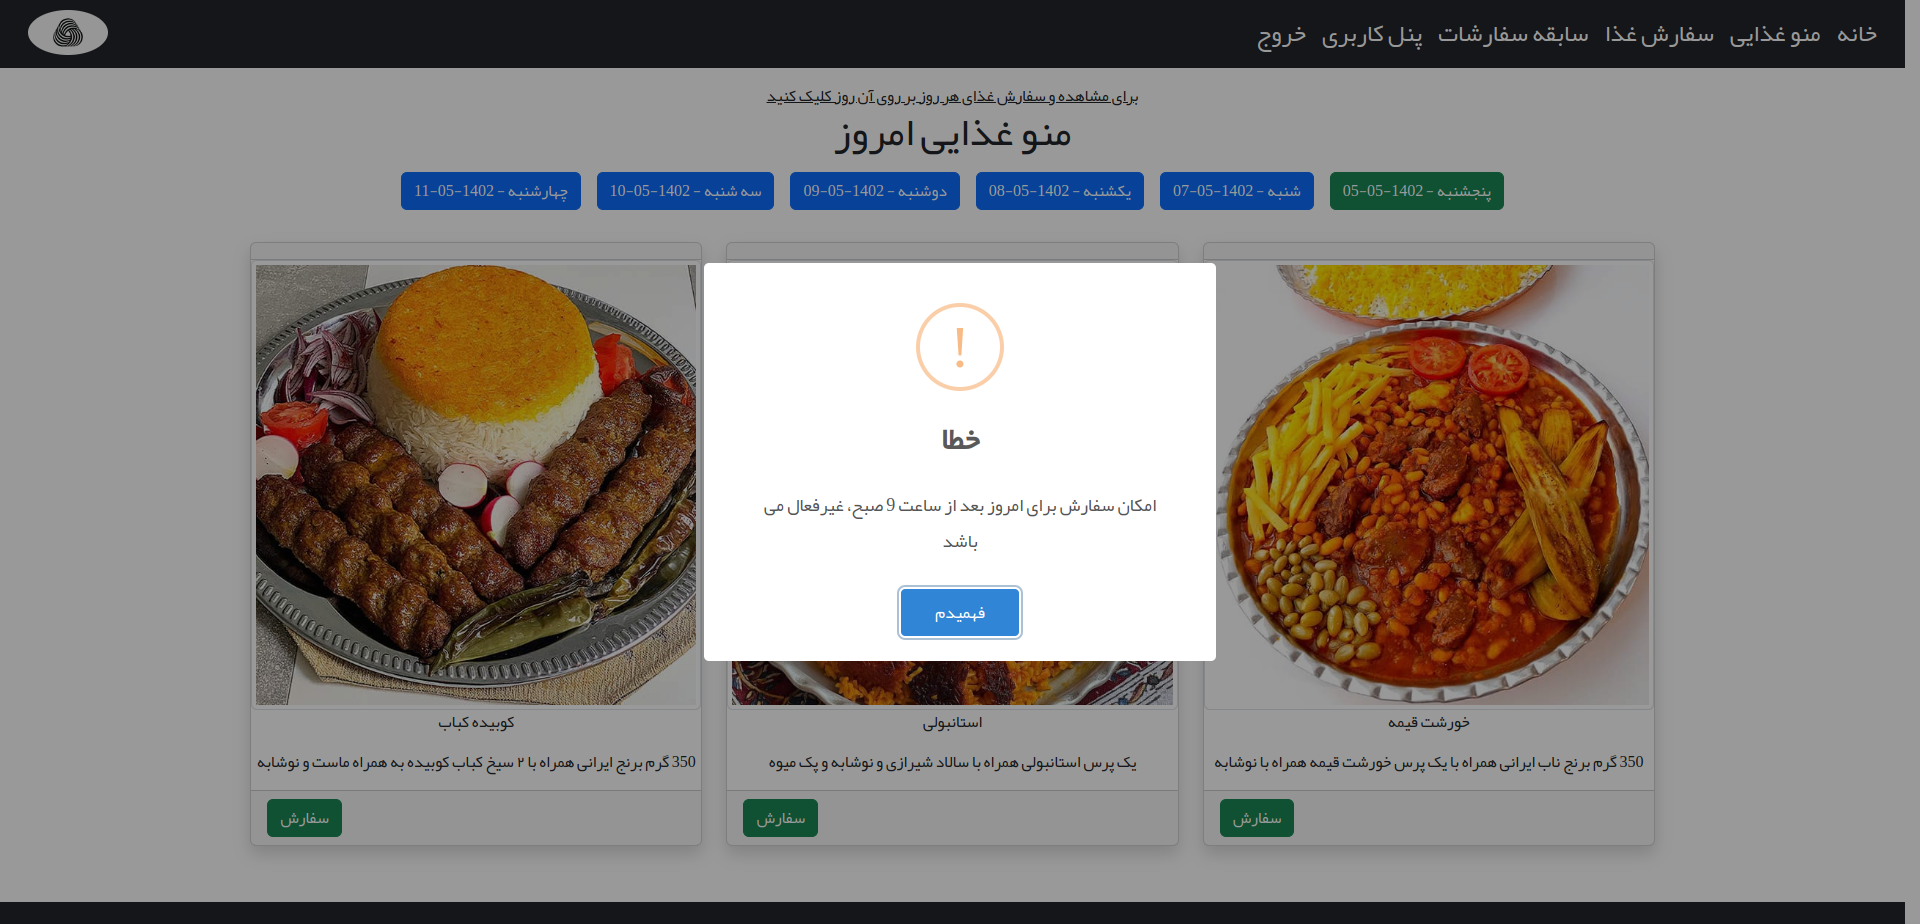 خانه
منو غذایی
سفارش غذا
سابقه سفارشات
پنل کاربری
خروج
برای مشاهده و سفارش غذای هر روز بر روی آن روز کلیک کنید
منو غذایی امروز
پنجشنبه - 1402-05-05
شنبه - 1402-05-07
یکشنبه - 1402-05-08
دوشنبه - 1402-05-09
سه شنبه - 1402-05-10
چهارشنبه - 1402-05-11
خطا
امکان سفارش برای امروز بعد از ساعت 9 صبح، غیرفعال می
باشد
فهمیدم
خورشت قیمه
350 گرم برنج ناب ایرانی همراه با یک پرس خورشت قیمه همراه با نوشابه
سفارش
استانبولی
یک پرس استانبولی همراه با سالاد شیرازی و نوشابه و پک میوه
سفارش
کوبیده کباب
350 گرم برنج ایرانی همراه با ۲ سیخ کباب کوبیده به همراه ماست و نوشابه
سفارش